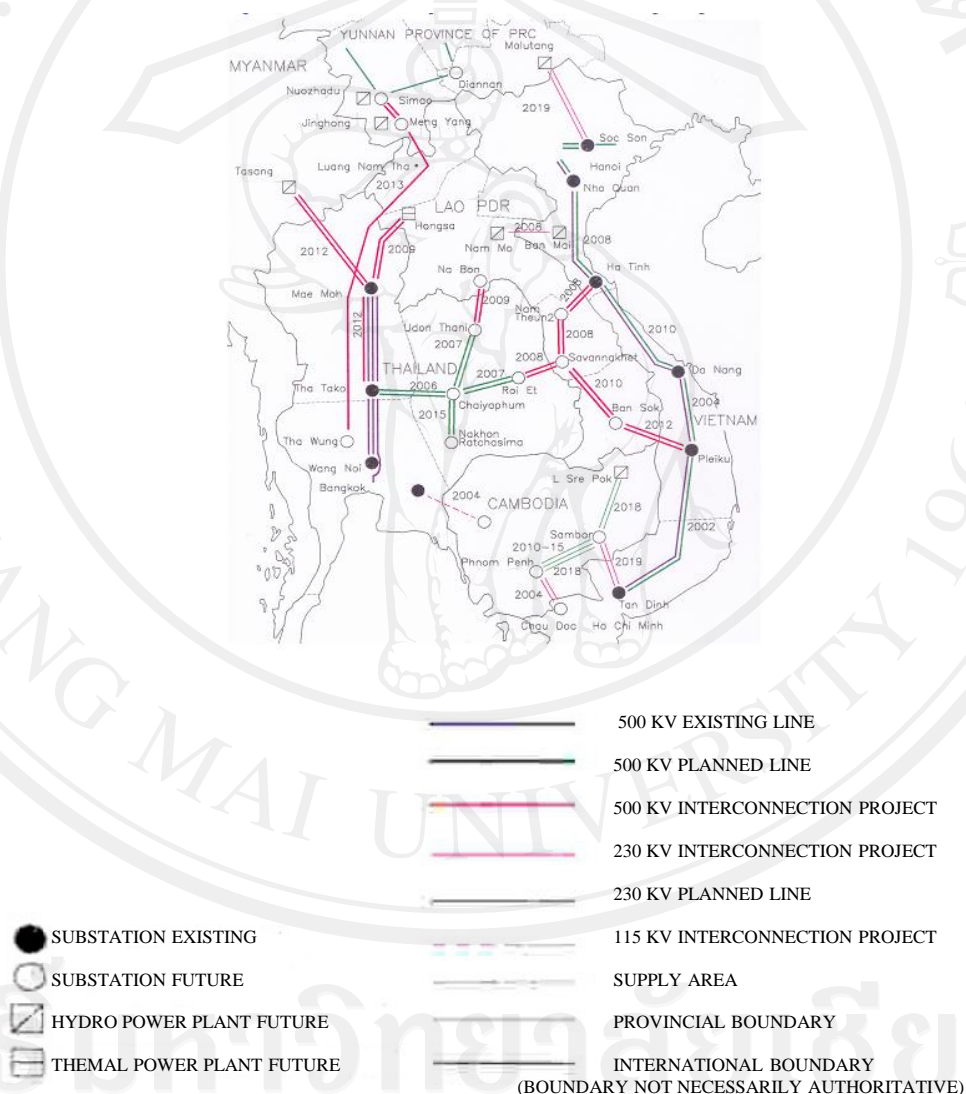 YUNNAN PROVINCE OF PRC
Malutang
MYANMAR
Diannan
Nuozhadu
Simao
2019
Jinghong
Meng Yang
Soc Son
Hanoi
Luang Nam Tha
Tasang
2013
Nho Quan
LAO PDR
Hongsa
2008
Nam Mo
Ban Mai
2008
2012
2009
Na Bon
Ha Tinh
Mae Moh
2009
2008
Nam
Theun2
2012
Udon Thani
2010
2007
2008
2008
Savannakhet
THAILAND
2007
Da Nang
Tha Tako
2006
Roi Et
2010
Chaiyaphum
2004
2015
Ban Sok
VIETNAM
Nakhon
Ratchasima
2012
Tha Wung
Pleiku
Wang Noi
L Sre Pok
Bangkok
2004
CAMBODIA
2018
Sambor
2002
2010-15
Phnom Penh
2018
2019
2004
Tan Dinh
Chau Doc
Ho Chi Minh
500 KV EXISTING LINE
500 KV PLANNED LINE
500 KV INTERCONNECTION PROJECT
230 KV INTERCONNECTION PROJECT
230 KV PLANNED LINE
SUBSTATION EXISTING
115 KV INTERCONNECTION PROJECT
SUBSTATION FUTURE
SUPPLY AREA
HYDRO POWER PLANT FUTURE
PROVINCIAL BOUNDARY
THEMAL POWER PLANT FUTURE
INTERNATIONAL BOUNDARY
(BOUNDARY NOT NECESSARILY AUTHORITATIVE)
ANG MAI UNIVERSITY 196